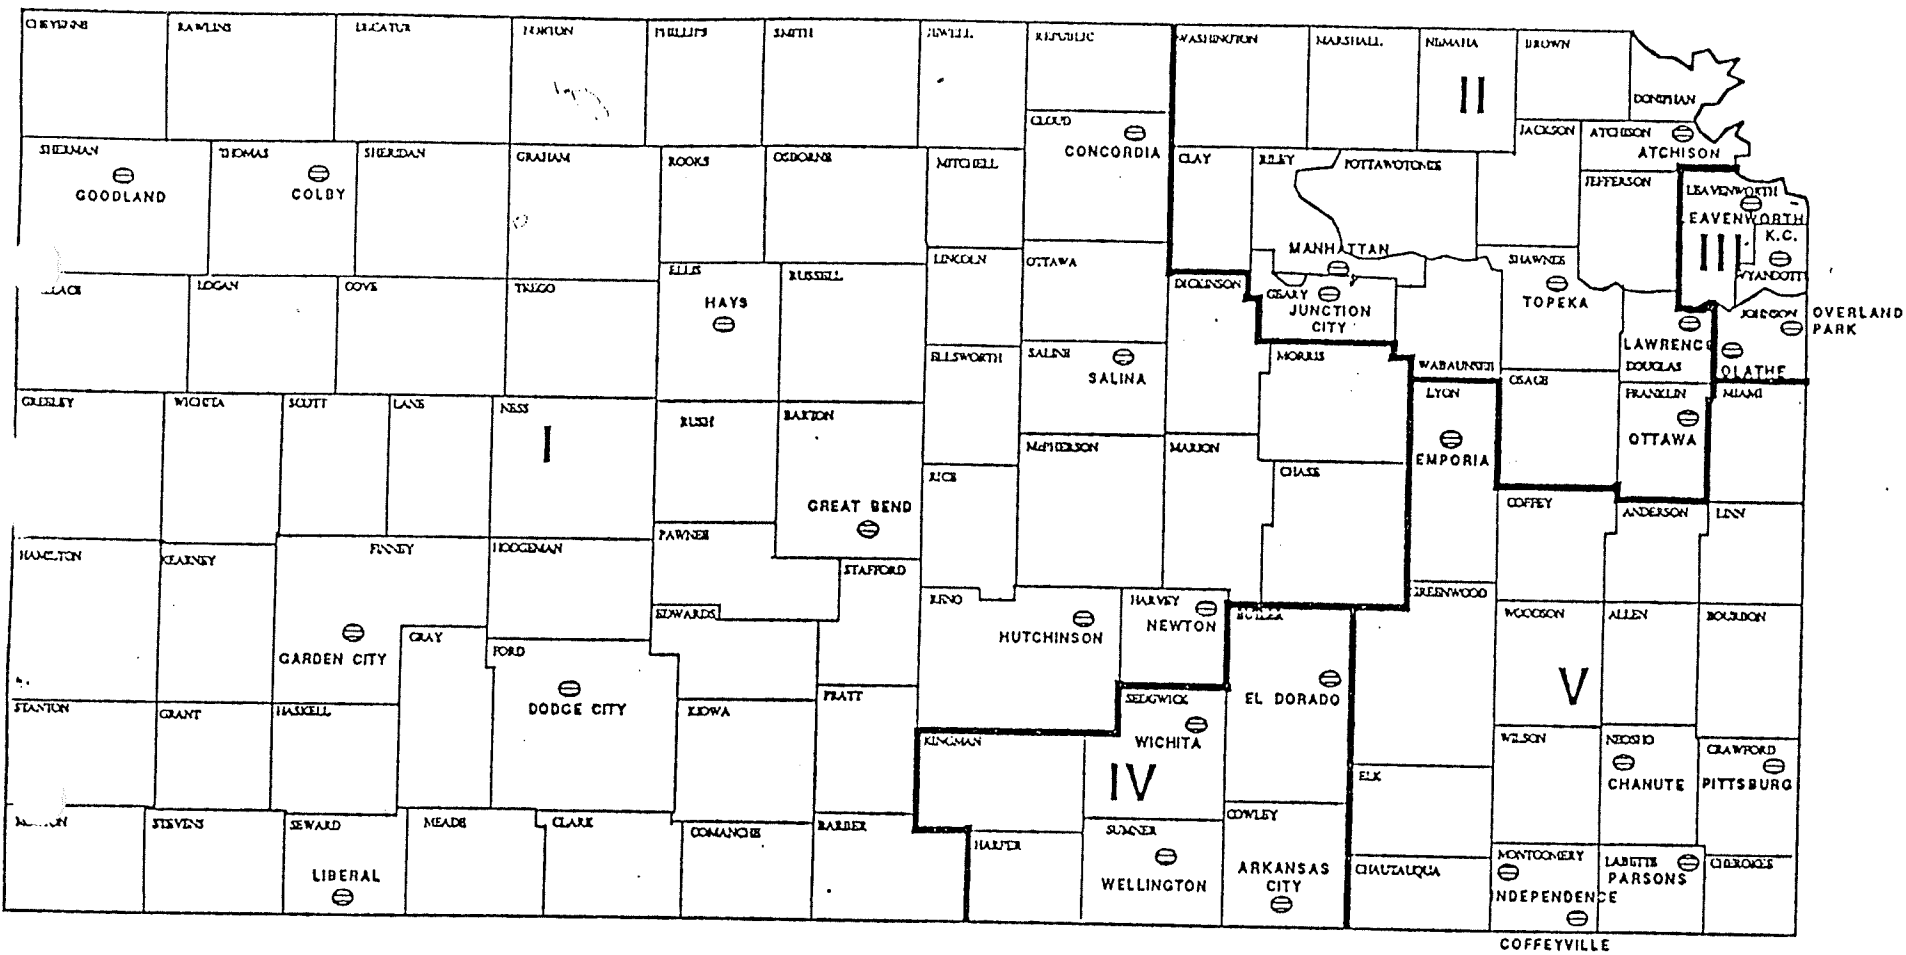 CHEYENNE
RAWLINS
DECATUR
NORTON
PHILLIPS
SMITH
JEWELL
REPUBLIC
WASHINGTON
MARSHALL
NEMAHA
BROWN
DONIPHAN
II
CLOUD
CONCORDIA
JACKSON
ATCHISON
ATCHISON
SHERMAN
GOODLAND
THOMAS
COLBY
SHERIDAN
GRAHAM
ROOKS
OSBORNE
MITCHELL
CLAY
RILEY
POTTAWOTOMIE
JEFFERSON
LEAVENWORTH
EAVENWORTH
III
K.C.
WYANDOTT
MANHATTAN
LOGAN
GOVE
TREGO
ELLIS
HAYS
RUSSELL
LINCOLN
OTTAWA
DICKINSON
GEARY
JUNCTION
CITY
SHAWNEE
TOPEKA
JOHNSON
OVERLAND
PARK
LAWRENCE
DOUGLAS
OLATHE
ELLSWORTH
SALINE
SALINA
MORRIS
WABAUNSEE
OSAGE
GREELEY
WICHITA
SCOTT
LANE
NESS
I
RUSH
BARTON
GREAT BEND
LYON
EMPORIA
FRANKLIN
OTTAWA
MIAMI
RICE
McPHERSON
MARION
CHASE
COFFEY
ANDERSON
LINN
HAMILTON
KEARNEY
FINNEY
GARDEN CITY
HODGEMAN
PAWNEE
STAFFORD
EDWARDS
RENO
HUTCHINSON
HARVEY
NEWTON
BUTLER
EL DORADO
GREENWOOD
WOODSON
ALLEN
BOURBON
V
GRAY
FORD
DODGE CITY
STANTON
GRANT
HASKELL
KIOWA
PRATT
KINGMAN
SEDGWICK
WICHITA
IV
ELK
WILSON
NEOSHO
CHANUTE
CRAWFORD
PITTSBURG
STEVENS
SEWARD
LIBERAL
MEADE
CLARK
COMANCHE
BARBER
HARPER
SUMNER
WELLINGTON
COWLEY
ARKANSAS
CITY
CHAUTAUQUA
MONTGOMERY
INDEPENDENCE
COFFEYVILLE
LABETTE
PARSONS
CHEROKEE